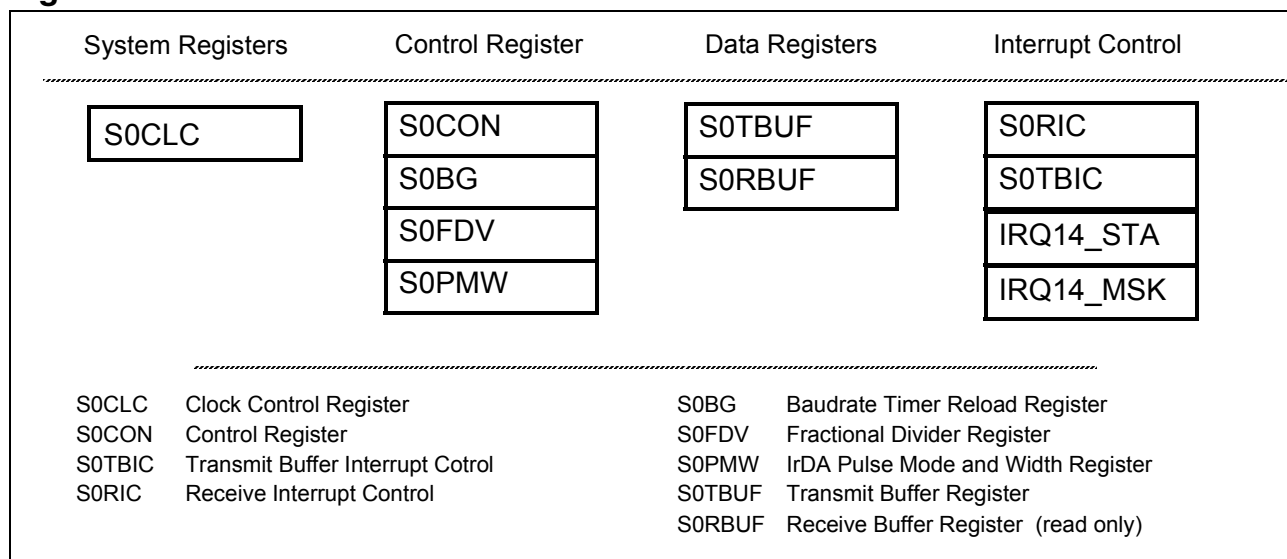 System Registers Control Register Data Registers Interrupt Control
S0CLC S0CON S0TBUF S0RIC
S0BG S0RBUF S0TBIC
S0FDV IRQ14_STA
S0PMW IRQ14_MSK
S0CLC Clock Control Register S0BG Baudrate Timer Reload Register
S0CON Control Register S0FDV Fractional Divider Register
S0TBIC Transmit Buffer Interrupt Cotrol S0PMW IrDA Pulse Mode and Width Register
S0RIC Receive Interrupt Control S0TBUF Transmit Buffer Register
S0RBUF Receive Buffer Register (read only)